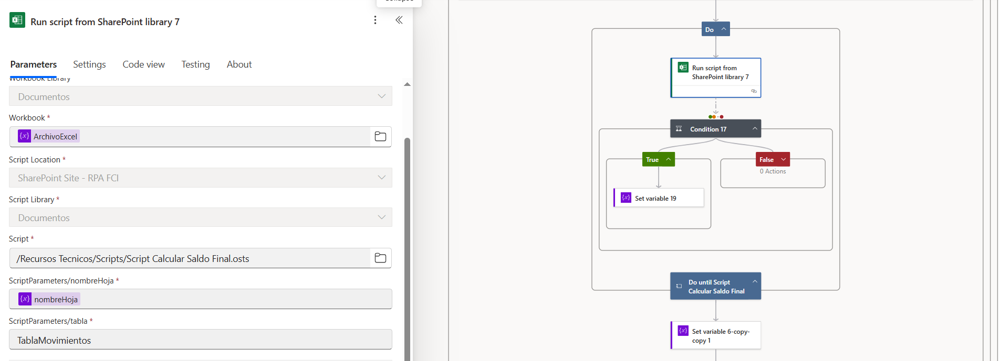 Run script from SharePoint library 7
Parameters
Settings
Code view
Testing
About
Workbook Library
Documentos
Workbook *
{x} ArchivoExcel
Script Location *
SharePoint Site - RPA FCI
Script Library *
Documentos
Script *
/Recursos Tecnicos/Scripts/Script Calcular Saldo Final.osts
ScriptParameters/nombreHoja *
{x} nombreHoja
ScriptParameters/tabla *
TablaMovimientos
Do
Run script from
SharePoint library 7
Condition 17
True
False
0 Actions
{x} Set variable 19
Do until Script
Calcular Saldo Final
{x} Set variable 6-copy-
copy 1